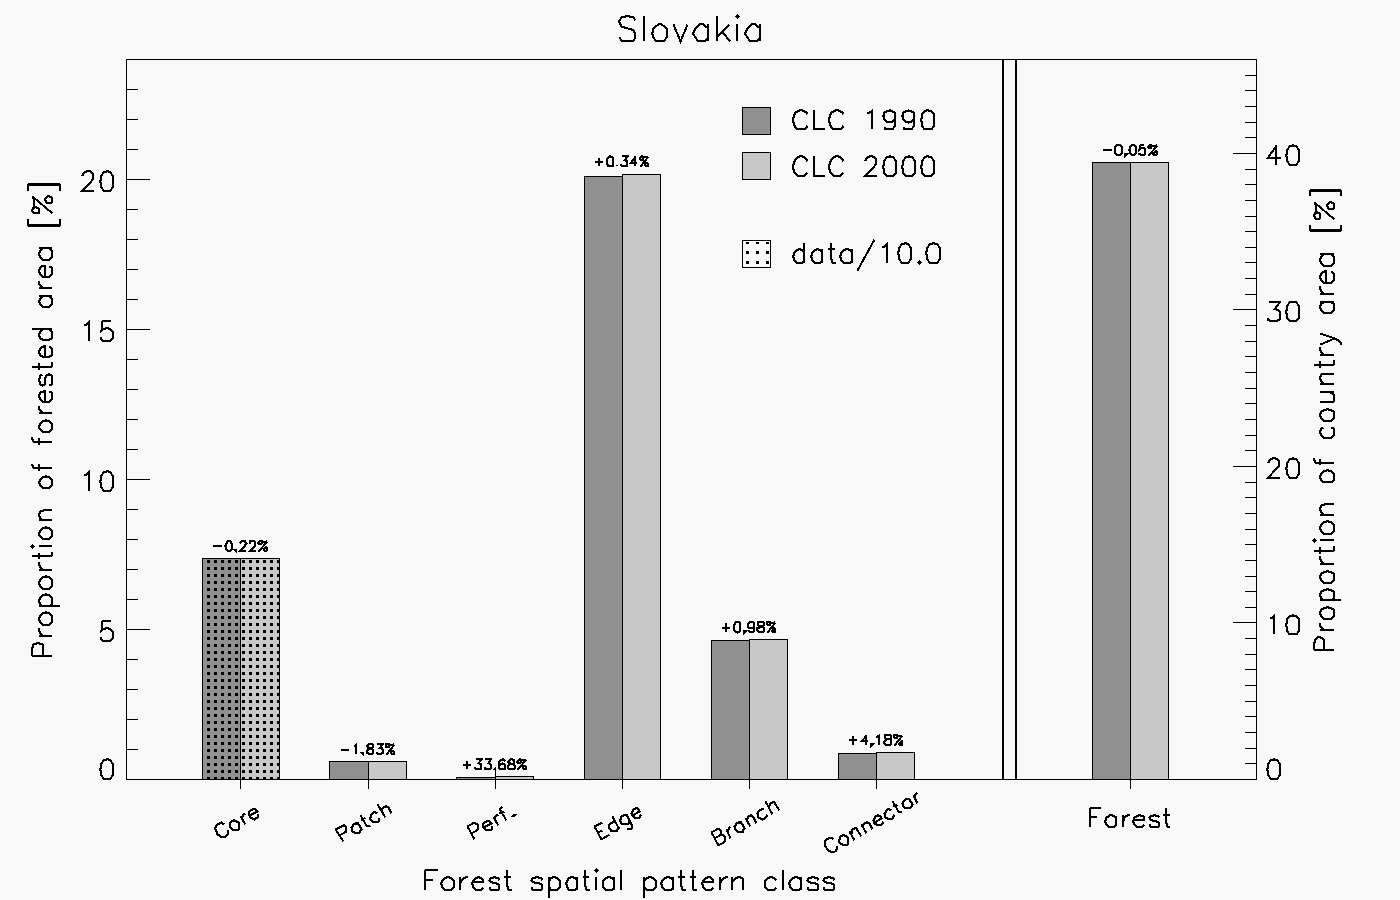 Slovakia
CLC 1990
CLC 2000
data/10.0
Proportion of forested area [%]
20
15
10
5
0
-0.22%
-1.83%
+33.68%
+0.34%
+0.98%
+4.18%
-0.05%
40
30
20
10
0
Proportion of country area [%]
Core
Patch
Perf.
Edge
Branch
Connector
Forest
Forest spatial pattern class